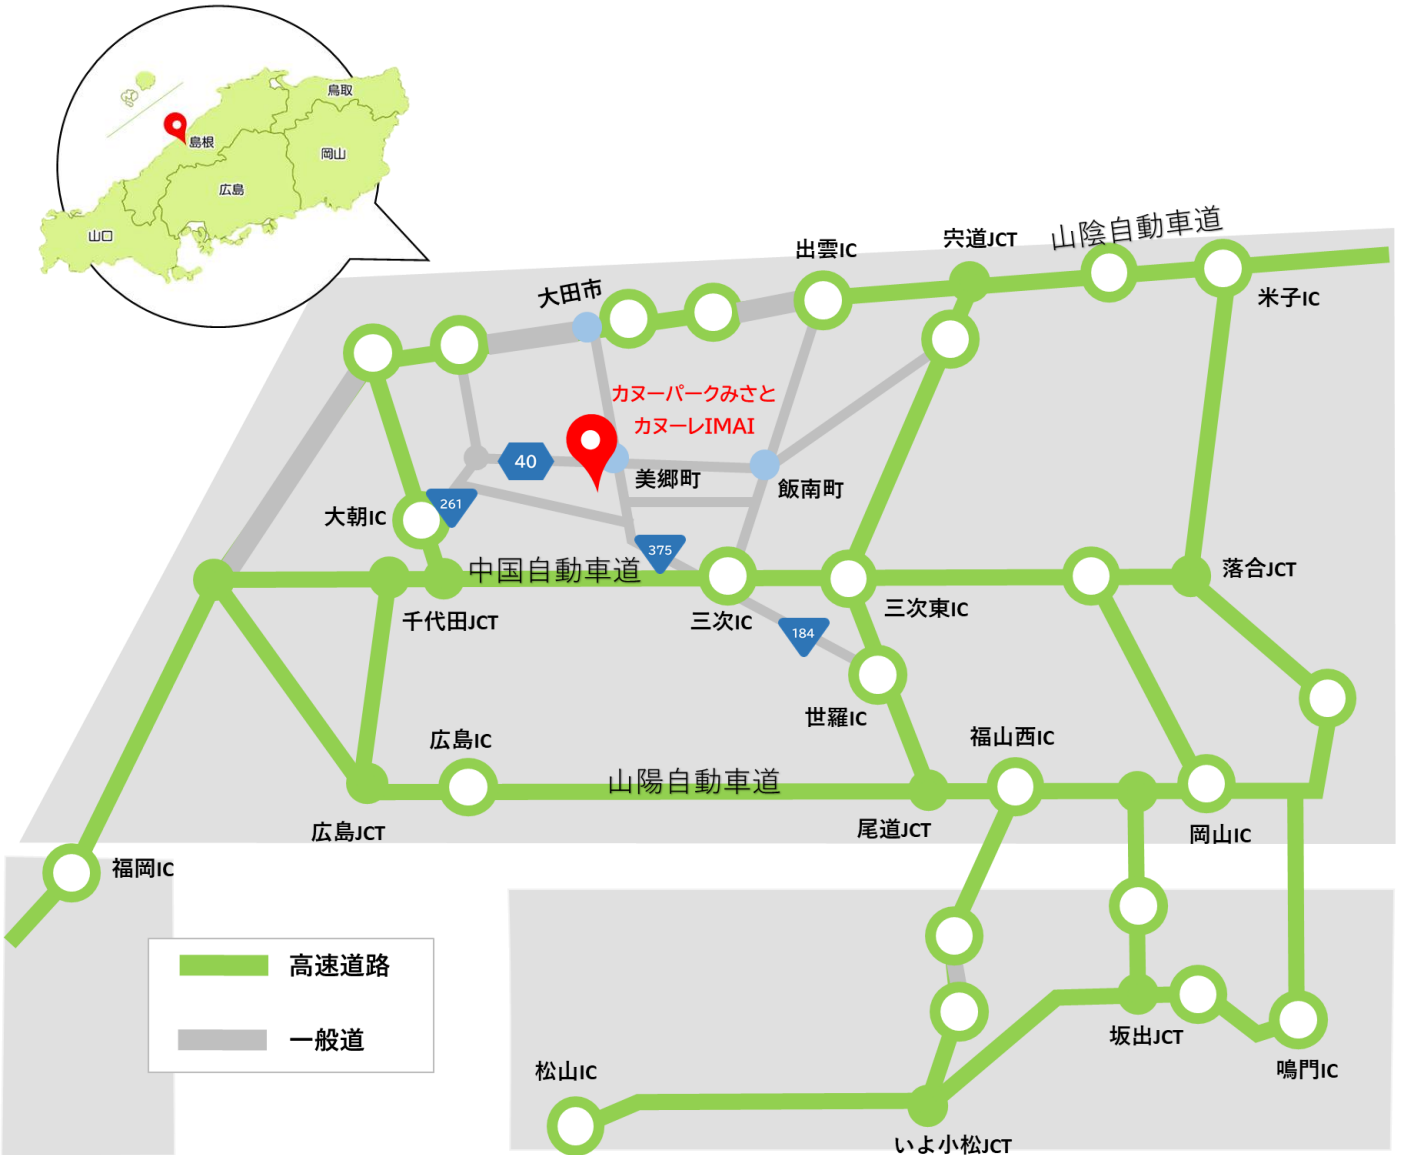 鳥取
島根
岡山
広島
山口
山陰自動車道
宍道JCT
出雲IC
大田市
米子IC
カヌーパークみさと
カヌーレIMAI
40
美郷町
飯南町
大朝IC
261
375
中国自動車道
落合JCT
千代田JCT
三次IC
三次東IC
184
世羅IC
広島IC
福山西IC
山陽自動車道
広島JCT
尾道JCT
岡山IC
福岡IC
高速道路
一般道
坂出JCT
鳴門IC
松山IC
いよ小松JCT